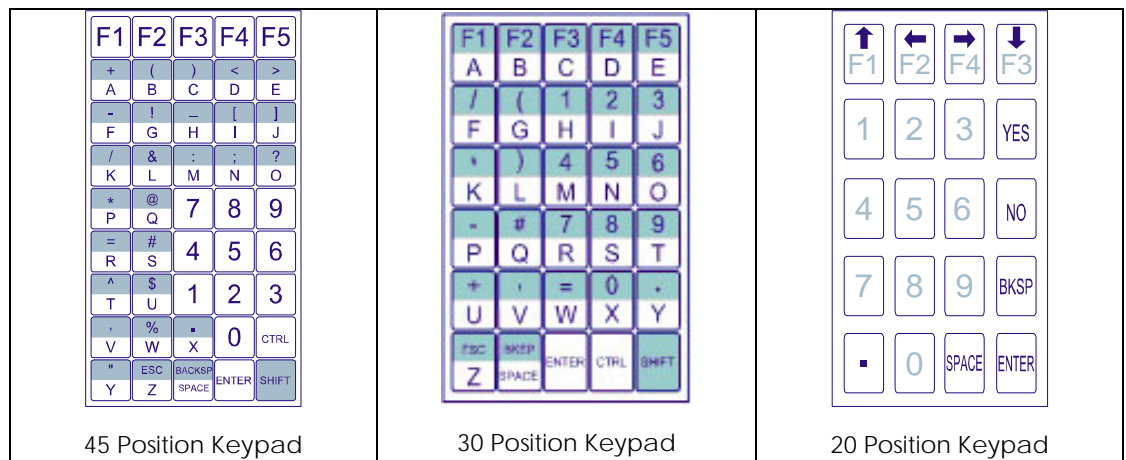 F1 F2 F3 F4 F5
+ ( ) < >
A B C D E
- ! _ [ ]
F G H I J
/ & : ; ?
K L M N O
* @ 7 8 9
P Q
= # 4 5 6
R S
^ $ 1 2 3
T U
, % . 0 CTRL
V W X
" ESC BACKSP ENTER SHIFT
Y Z SPACE
45 Position Keypad
F1 F2 F3 F4 F5
A B C D E
/ ( 1 2 3
F G H I J
) 4 5 6
K L M N O
- # 7 8 9
P Q R S T
+ = 0
U V W X Y
ESC BKSP ENTER CTRL SHIFT
Z SPACE
30 Position Keypad
↑ ← → ↓
F1 F2 F4 F3
1 2 3 YES
4 5 6 NO
7 8 9 BKSP
. 0 SPACE ENTER
20 Position Keypad